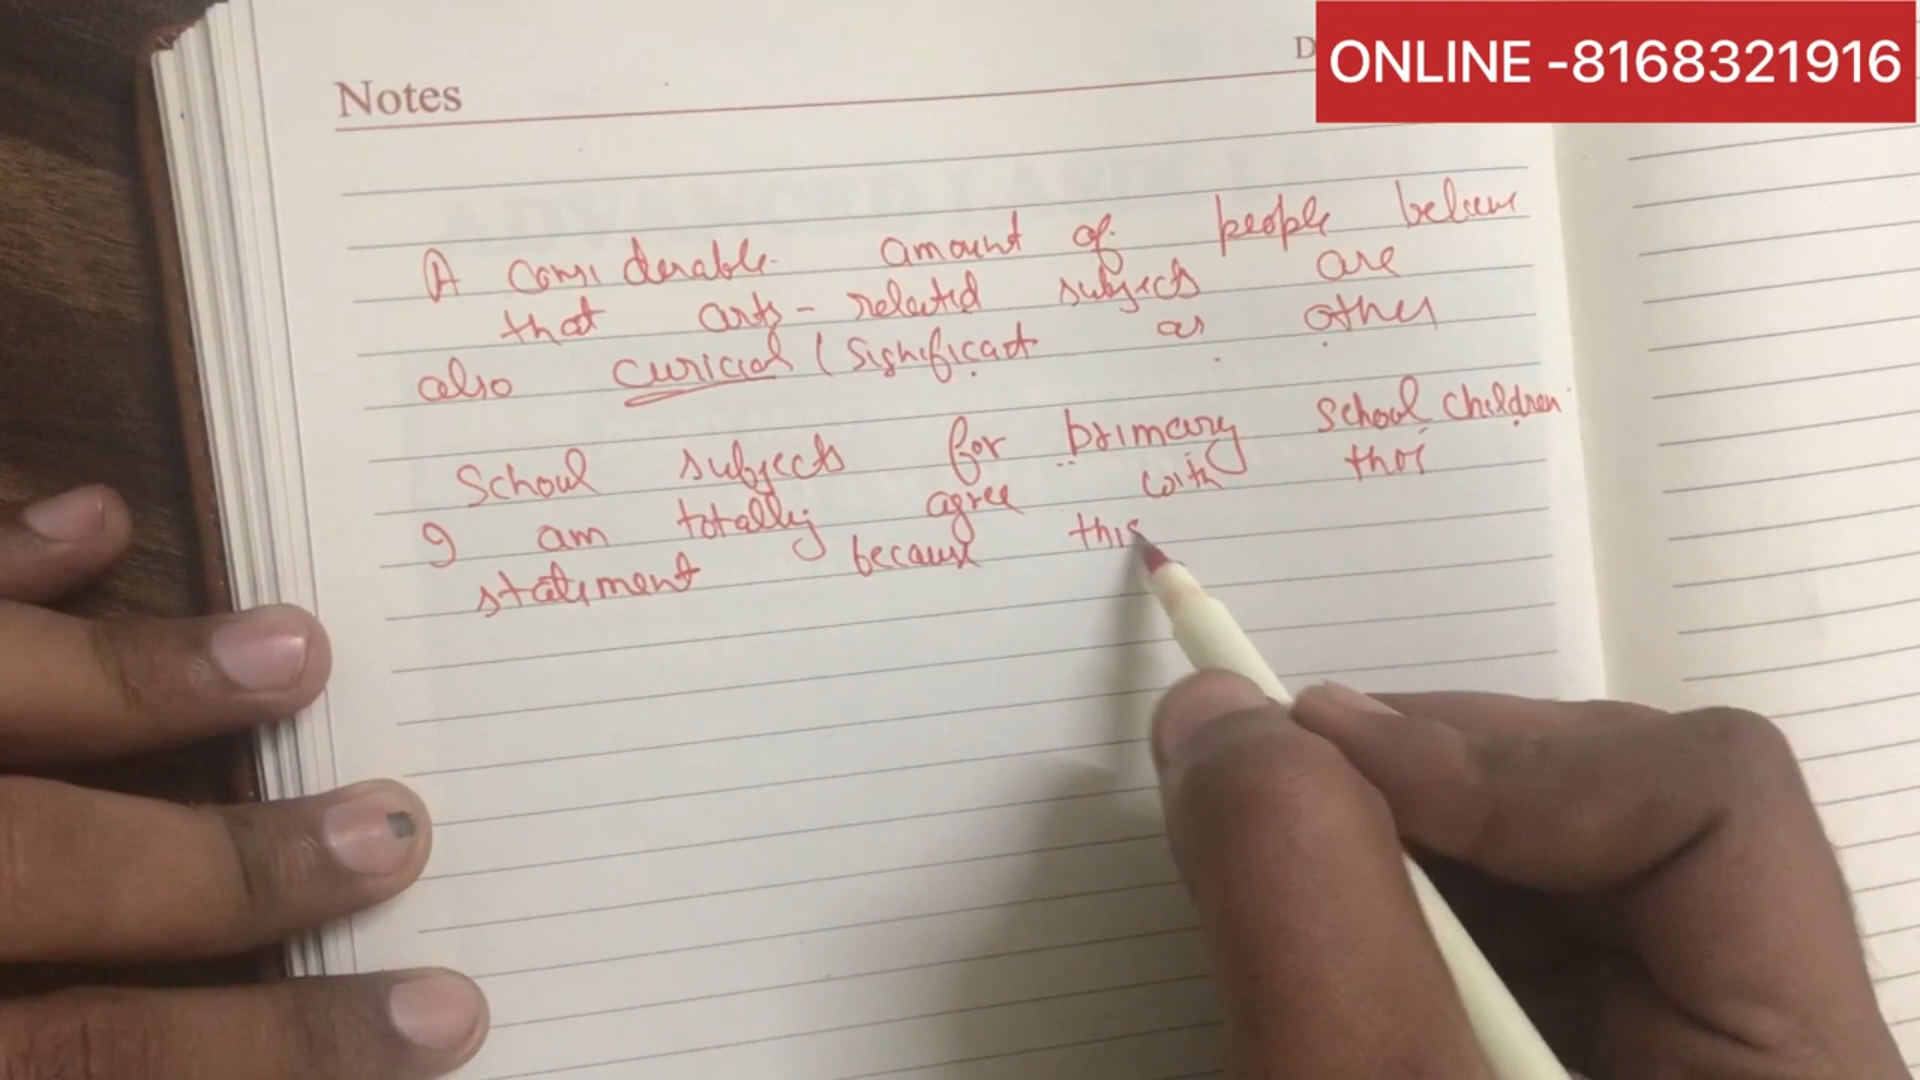 Notes
D
ONLINE -8168321916
A considerable amount of people believe
that arts-related subjects are
also curicial (significant as other
School subjects for primary School children
I am totally agree with this
statement because this